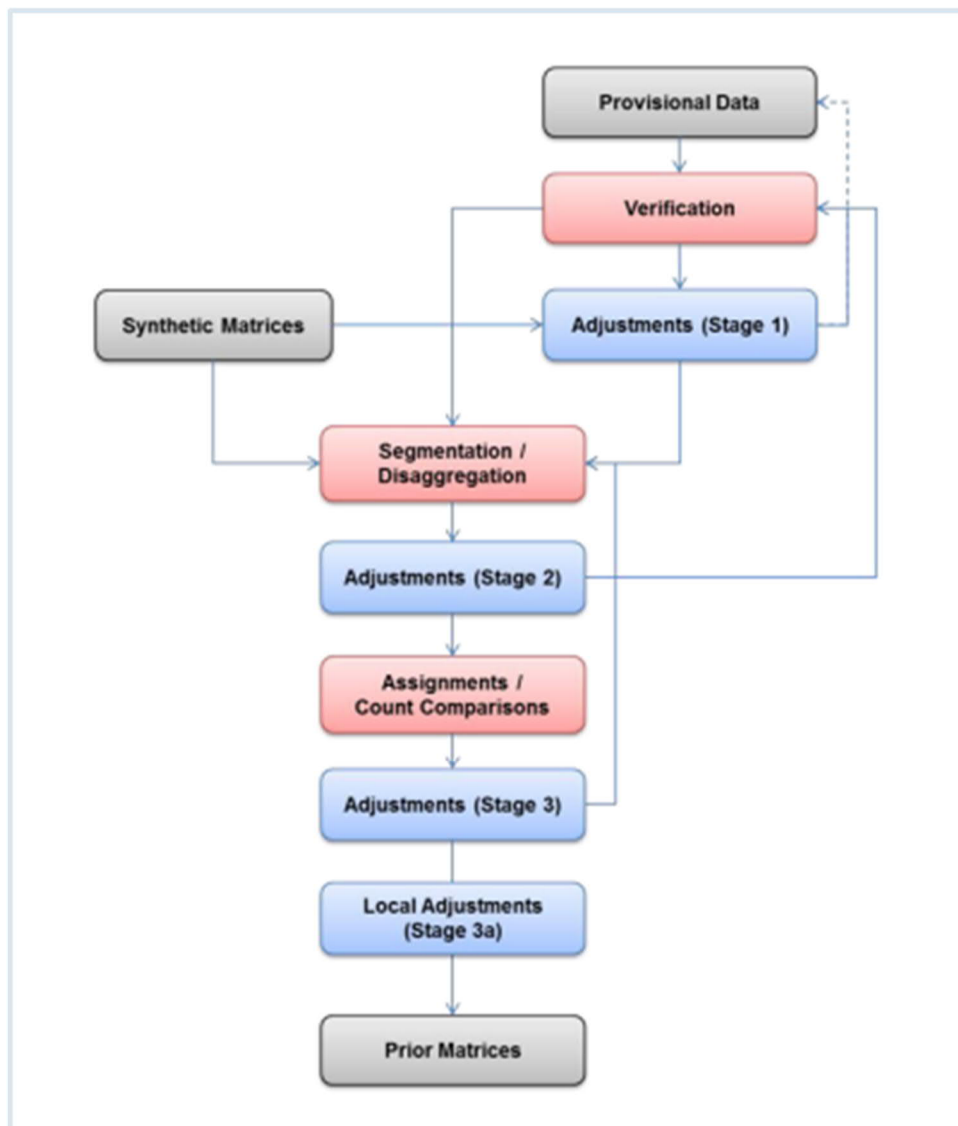 Provisional Data
Verification
Synthetic Matrices
Adjustments (Stage 1)
Segmentation /
Disaggregation
Adjustments (Stage 2)
Assignments /
Count Comparisons
Adjustments (Stage 3)
Local Adjustments
(Stage 3a)
Prior Matrices